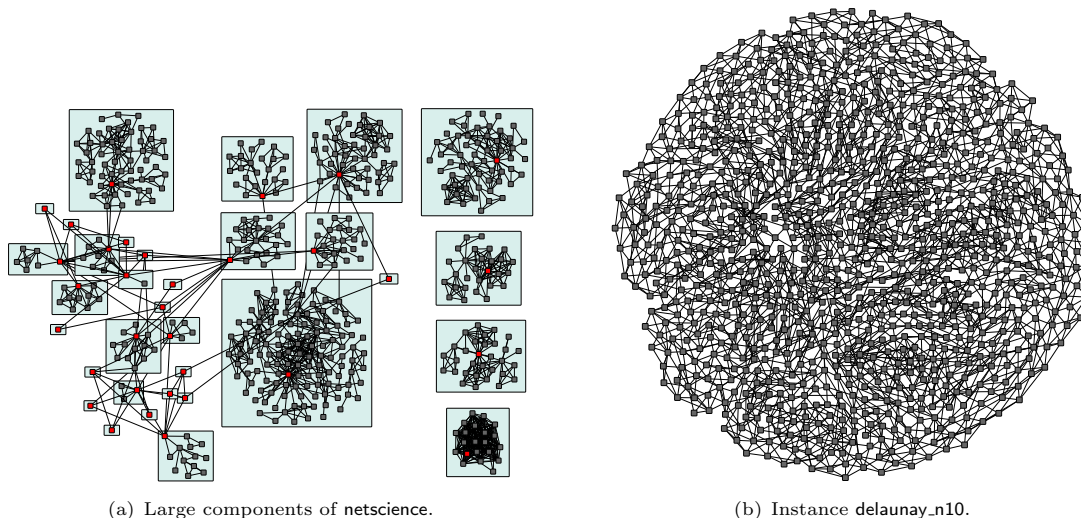 (a) Large components of netscience.
(b) Instance delaunay_n10.